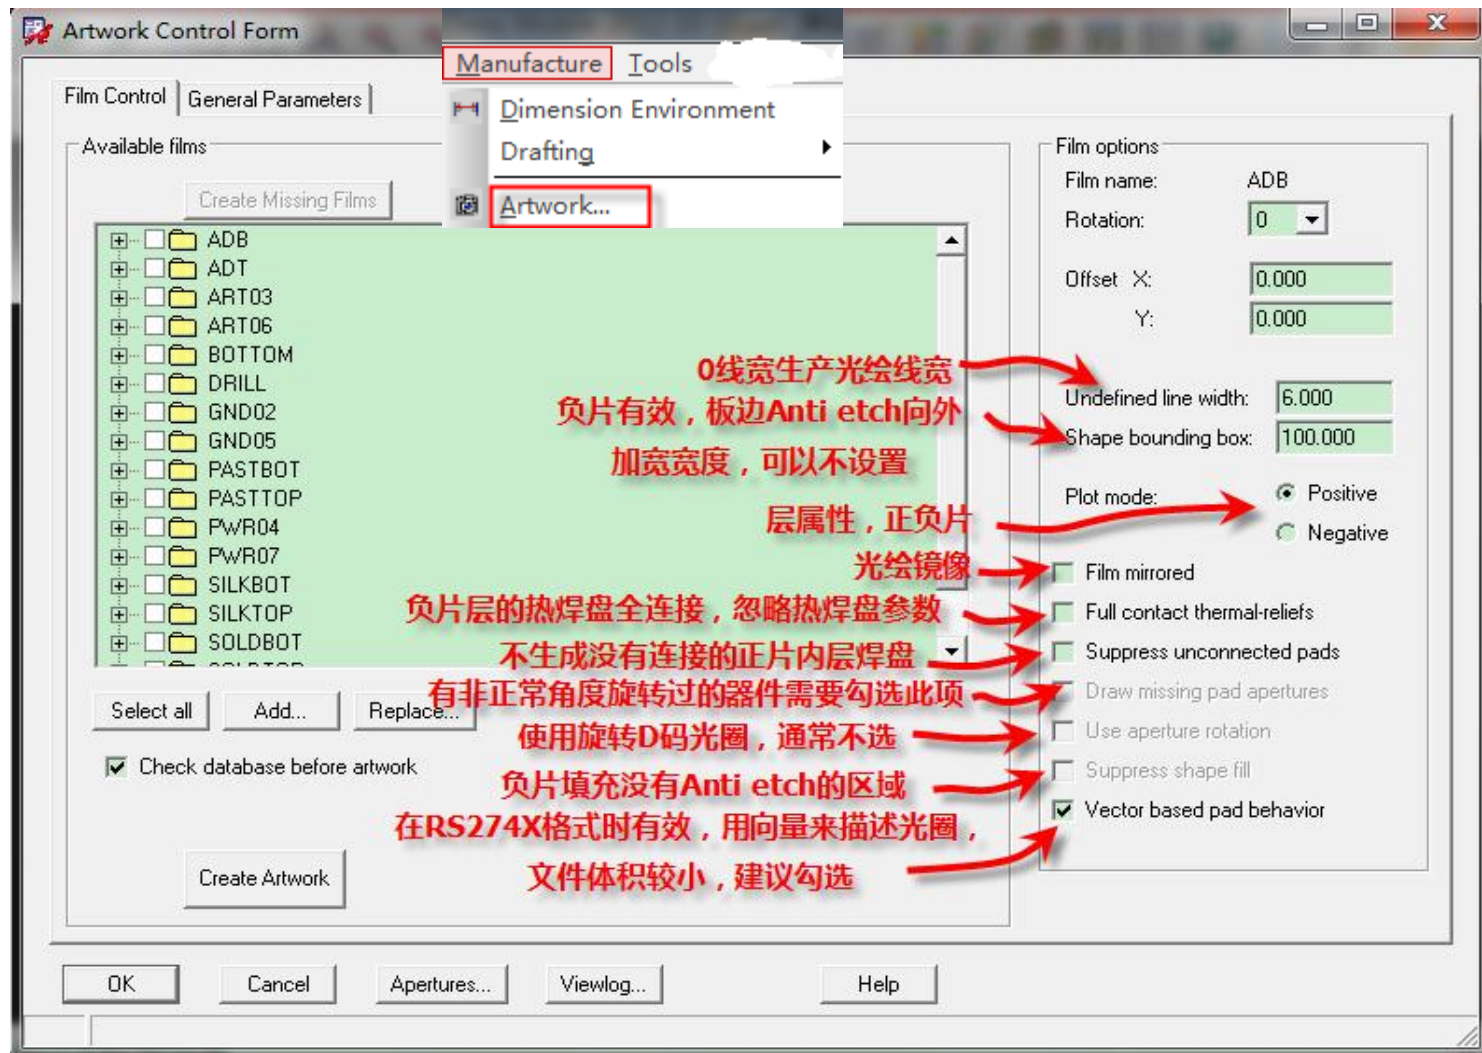 Artwork Control Form
Manufacture Tools
Dimension Environment
Drafting
Artwork...
Film Control
General Parameters
Available films
Create Missing Films
ADB
ADT
ART03
ART06
BOTTOM
DRILL
GND02
GND05
PASTBOT
PASTTOP
PWR04
PWR07
SILKBOT
SILKTOP
SOLDBOT
Select all
Add...
Replace...
Check database before artwork
Create Artwork
Film options
Film name: ADB
Rotation: 0
Offset X: 0.000
Y: 0.000
0线宽生产光绘线宽
Undefined line width: 6.000
负片有效，板边Anti etch向外
加宽宽度，可以不设置
Shape bounding box: 100.000
层属性，正负片
Plot mode: Positive
Negative
光绘镜像
Film mirrored
负片层的热焊盘全连接，忽略热焊盘参数
Full contact thermal-reliefs
不生成没有连接的正片内层焊盘
Suppress unconnected pads
有非正常角度旋转过的器件需要勾选此项
Draw missing pad apertures
使用旋转D码光圈，通常不选
Use aperture rotation
负片填充没有Anti etch的区域
Suppress shape fill
在RS274X格式时有效，用向量来描述光圈，
文件体积较小，建议勾选
Vector based pad behavior
OK
Cancel
Apertures...
Viewlog...
Help